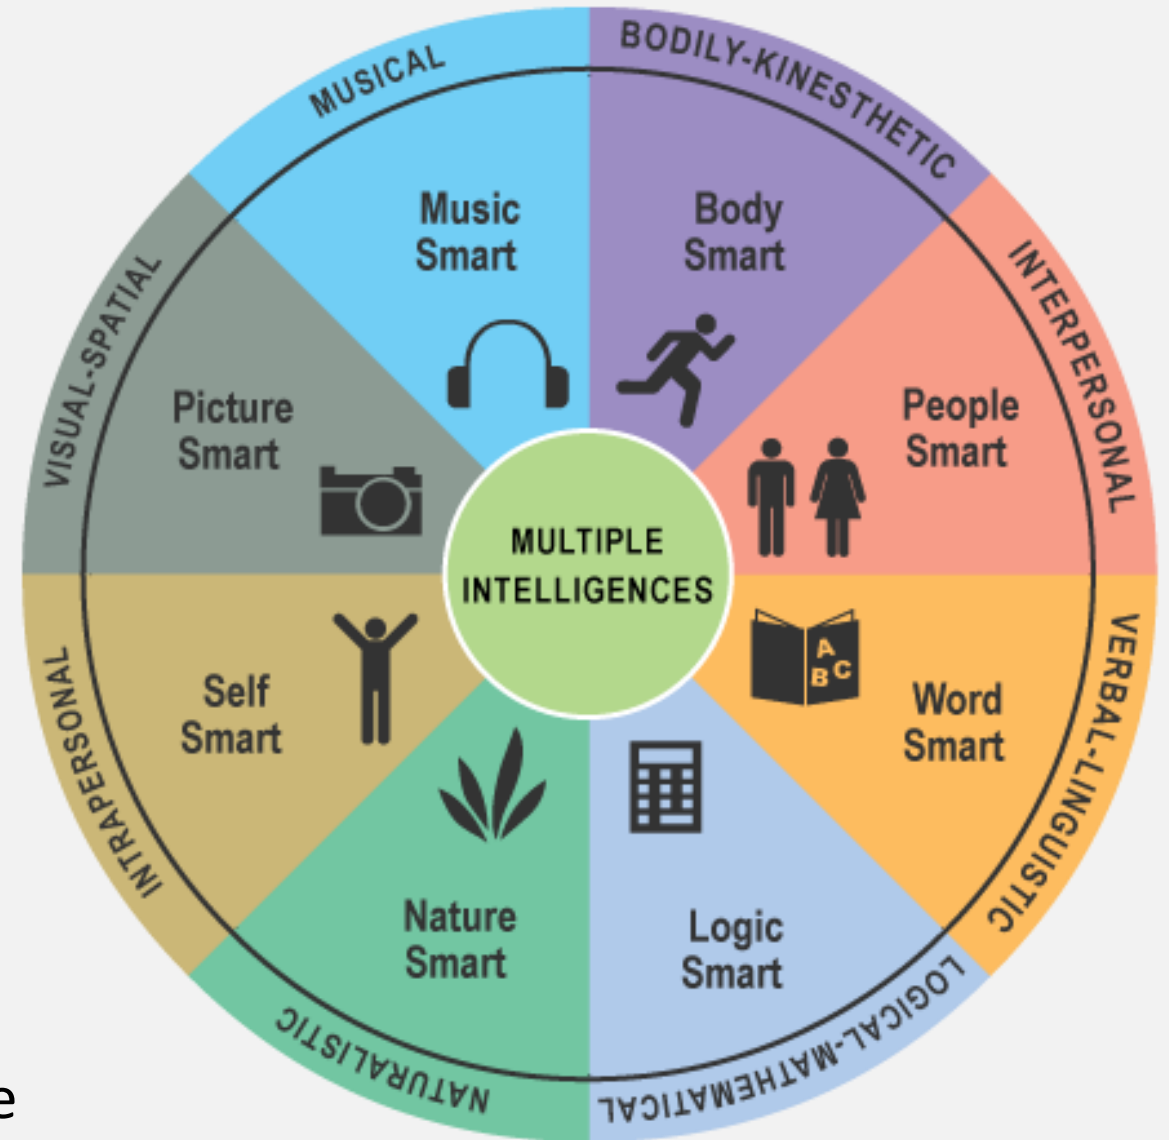 MUSICAL
BODILY-KINESTHETIC
INTERPERSONAL
VERBAL-LINGUISTIC
LOGICAL-MATHEMATICAL
NATURALISTIC
INTRAPERSONAL
VISUAL-SPATIAL
Music
Smart
Body
Smart
People
Smart
Word
Smart
Logic
Smart
Nature
Smart
Self
Smart
Picture
Smart
MULTIPLE
INTELLIGENCES
A
B C
e